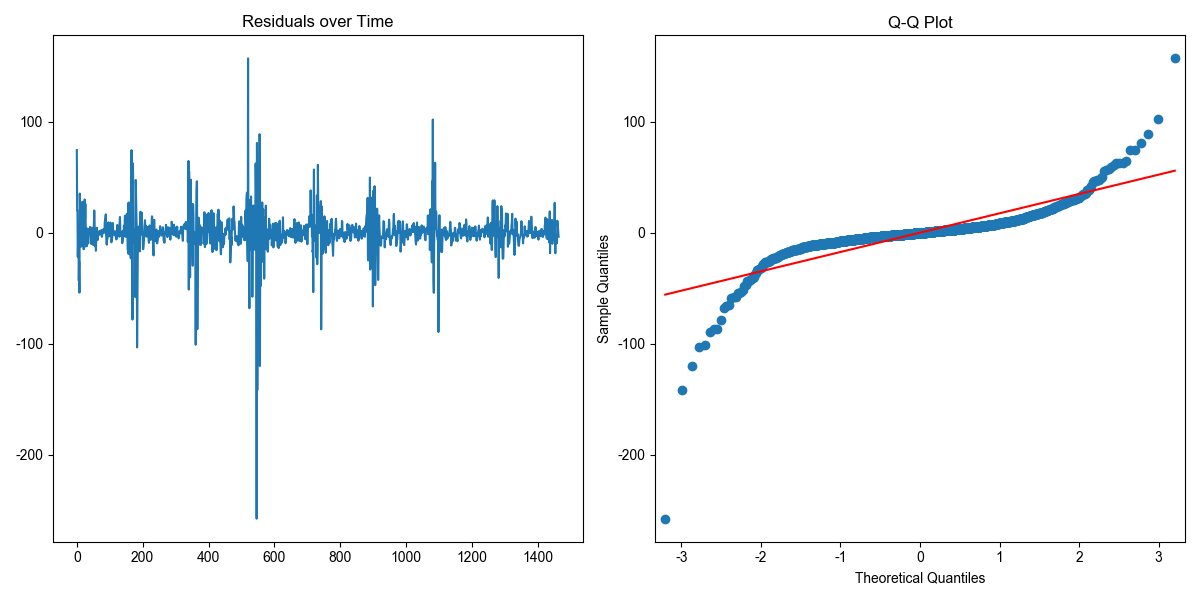 Residuals over Time
100
0
-100
-200
0 200 400 600 800 1000 1200 1400
Q-Q Plot
Sample Quantiles
100
0
-100
-200
-3 -2 -1 0 1 2 3
Theoretical Quantiles